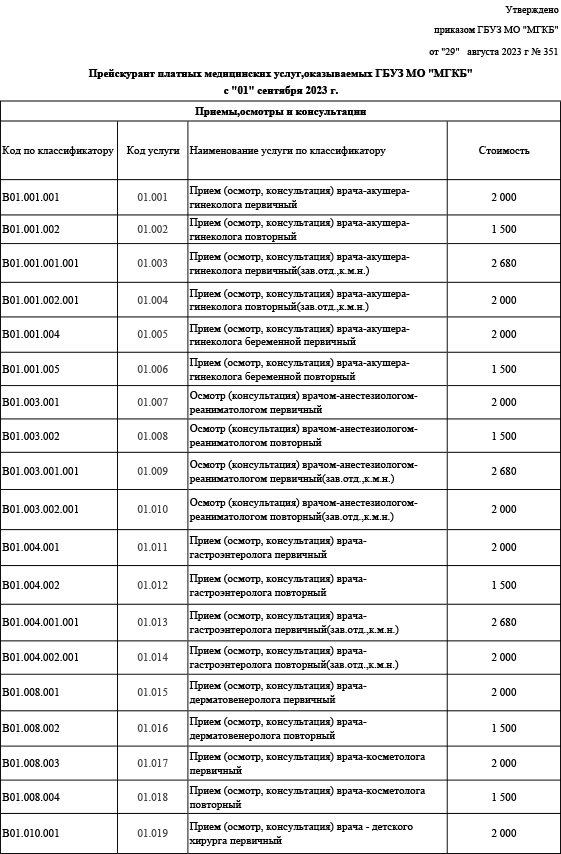 Утверждено
приказом ГБУЗ МО "МГКБ"
от "29" августа 2023 г № 351
Прейскурант платных медицинских услуг,оказываемых ГБУЗ МО "МГКБ"
с "01" сентября 2023 г.
Приемы,осмотры и консультации
Код по классификатору Код услуги Наименование услуги по классификатору Стоимость
B01.001.001 01.001 Прием (осмотр, консультация) врача-акушера-
гинеколога первичный 2 000
B01.001.002 01.002 Прием (осмотр, консультация) врача-акушера-
гинеколога повторный 1 500
B01.001.001.001 01.003 Прием (осмотр, консультация) врача-акушера-
гинеколога первичный(зав.отд.,к.м.н.) 2 680
B01.001.002.001 01.004 Прием (осмотр, консультация) врача-акушера-
гинеколога повторный(зав.отд.,к.м.н.) 2 000
B01.001.004 01.005 Прием (осмотр, консультация) врача-акушера-
гинеколога беременной первичный 2 000
B01.001.005 01.006 Прием (осмотр, консультация) врача-акушера-
гинеколога беременной повторный 1 500
B01.003.001 01.007 Осмотр (консультация) врачом-анестезиологом-
реаниматологом первичный 2 000
B01.003.002 01.008 Осмотр (консультация) врачом-анестезиологом-
реаниматологом повторный 1 500
B01.003.001.001 01.009 Осмотр (консультация) врачом-анестезиологом-
реаниматологом первичный(зав.отд.,к.м.н.) 2 680
B01.003.002.001 01.010 Осмотр (консультация) врачом-анестезиологом-
реаниматологом повторный(зав.отд.,к.м.н.) 2 000
B01.004.001 01.011 Прием (осмотр, консультация) врача-
гастроэнтеролога первичный 2 000
B01.004.002 01.012 Прием (осмотр, консультация) врача-
гастроэнтеролога повторный 1 500
B01.004.001.001 01.013 Прием (осмотр, консультация) врача-
гастроэнтеролога первичный(зав.отд.,к.м.н.) 2 680
B01.004.002.001 01.014 Прием (осмотр, консультация) врача-
гастроэнтеролога повторный(зав.отд.,к.м.н.) 2 000
B01.008.001 01.015 Прием (осмотр, консультация) врача-
дерматовенеролога первичный 2 000
B01.008.002 01.016 Прием (осмотр, консультация) врача-
дерматовенеролога повторный 1 500
B01.008.003 01.017 Прием (осмотр, консультация) врача-косметолога
первичный 2 000
B01.008.004 01.018 Прием (осмотр, консультация) врача-косметолога
повторный 1 500
B01.010.001 01.019 Прием (осмотр, консультация) врача - детского
хирурга первичный 2 000